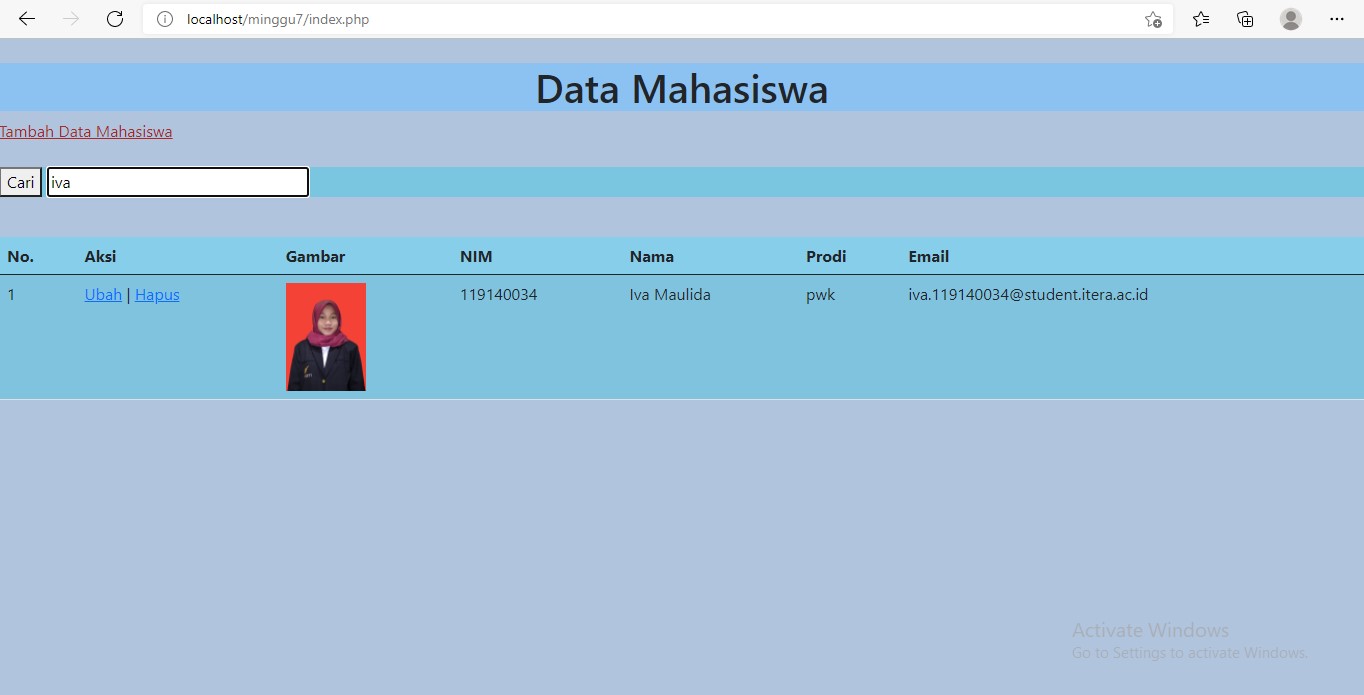 localhost/minggu7/index.php
Data Mahasiswa
Tambah Data Mahasiswa
Cari iva
No. Aksi Gambar NIM Nama Prodi Email
1 Ubah | Hapus 119140034 Iva Maulida pwk iva.119140034@student.itera.ac.id
Activate Windows
Go to Settings to activate Windows.